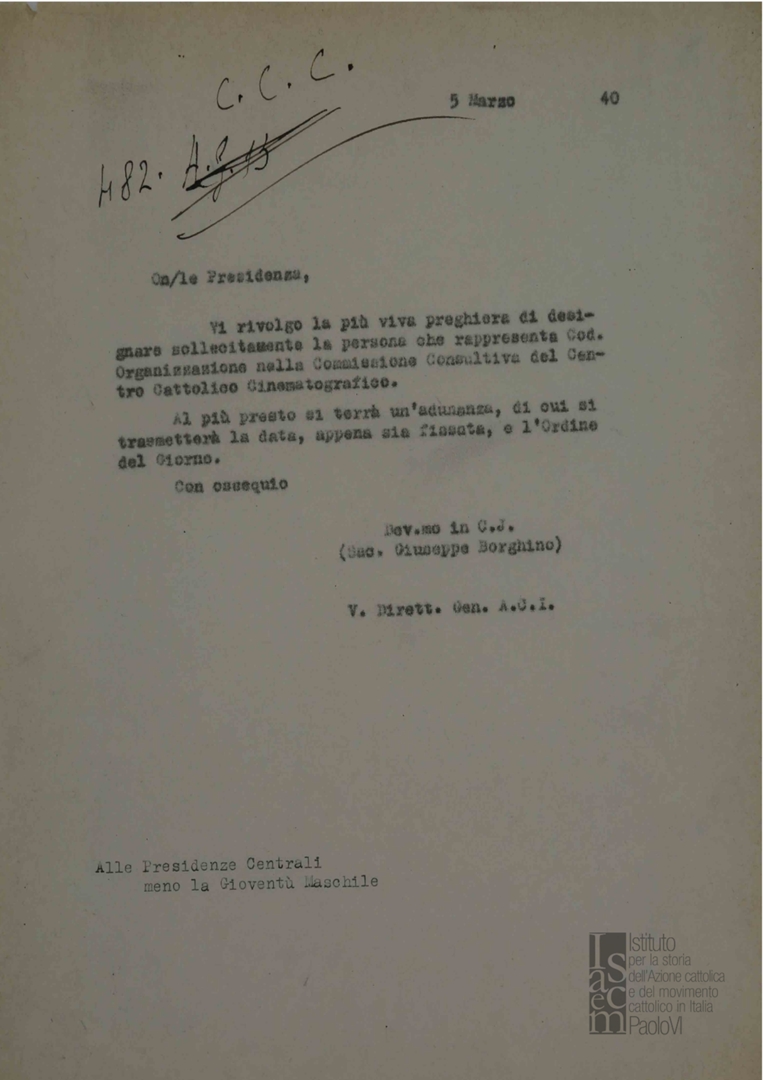 C. C. C.
5 Marzo 40
482.
On/le Presidenza,
Vi rivolgo la più viva preghiera di desi-
gnare sollecitamente la persona che rappresenta Cod.
Organizzazione nella Commissione Consultiva del Cen-
tro Cattolico Cinematografico.
Al più presto si terrà un'adunanza, di cui si
trasmetterà la data, appena sia fissata, e l'Ordine
del Giorno.
Con ossequio
Dev.mo in C.J.
(Sac. Giuseppe Borghino)
V. Dirett. Gen. A.C.I.
Alle Presidenze Centrali
meno la Gioventù Maschile
Isacem
Istituto
per la storia
dell'Azione cattolica
e del movimento
cattolico in Italia
PaoloVI